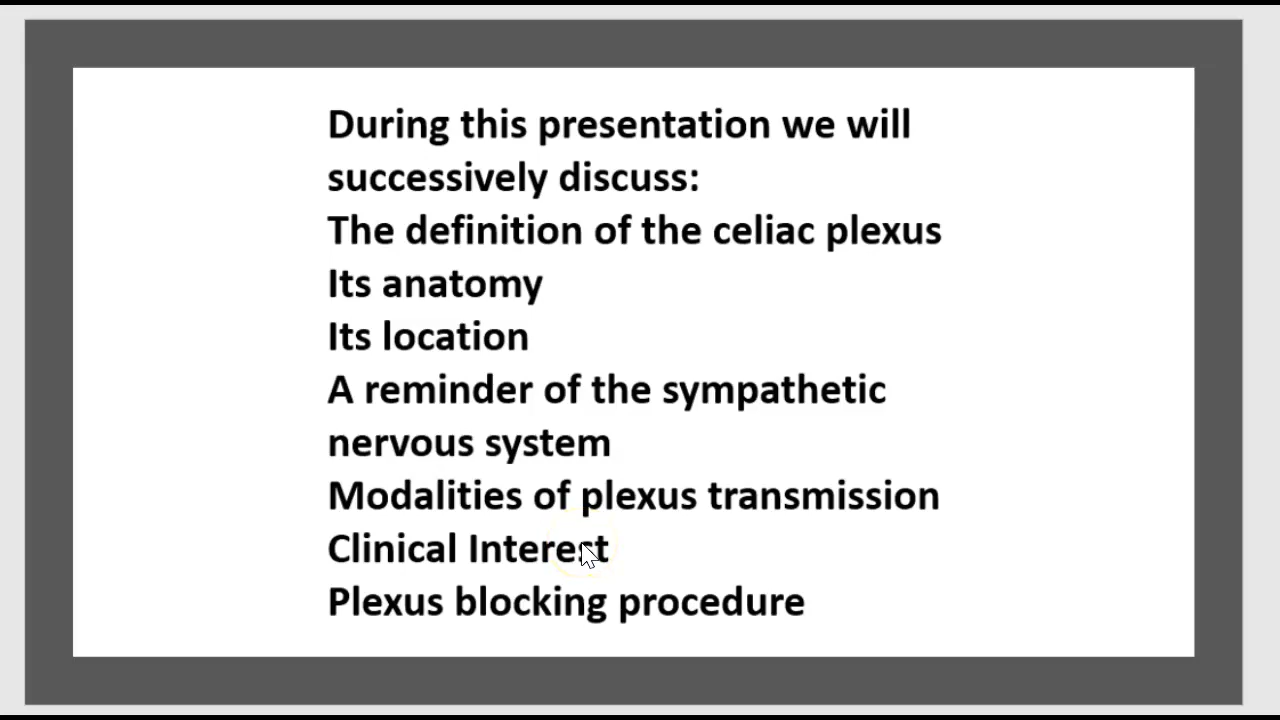 During this presentation we will
successively discuss:
The definition of the celiac plexus
Its anatomy
Its location
A reminder of the sympathetic
nervous system
Modalities of plexus transmission
Clinical Interest
Plexus blocking procedure